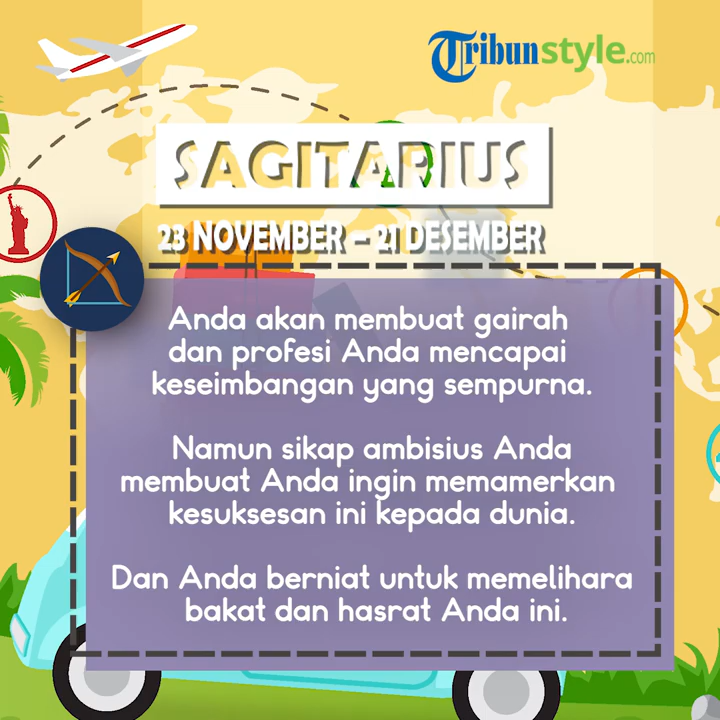 Tribunstyle.com
SAGITARIUS
23 NOVEMBER – 21 DESEMBER
Anda akan membuat gairah
dan profesi Anda mencapai
keseimbangan yang sempurna.
Namun sikap ambisius Anda
membuat Anda ingin memamerkan
kesuksesan ini kepada dunia.
Dan Anda berniat untuk memelihara
bakat dan hasrat Anda ini.